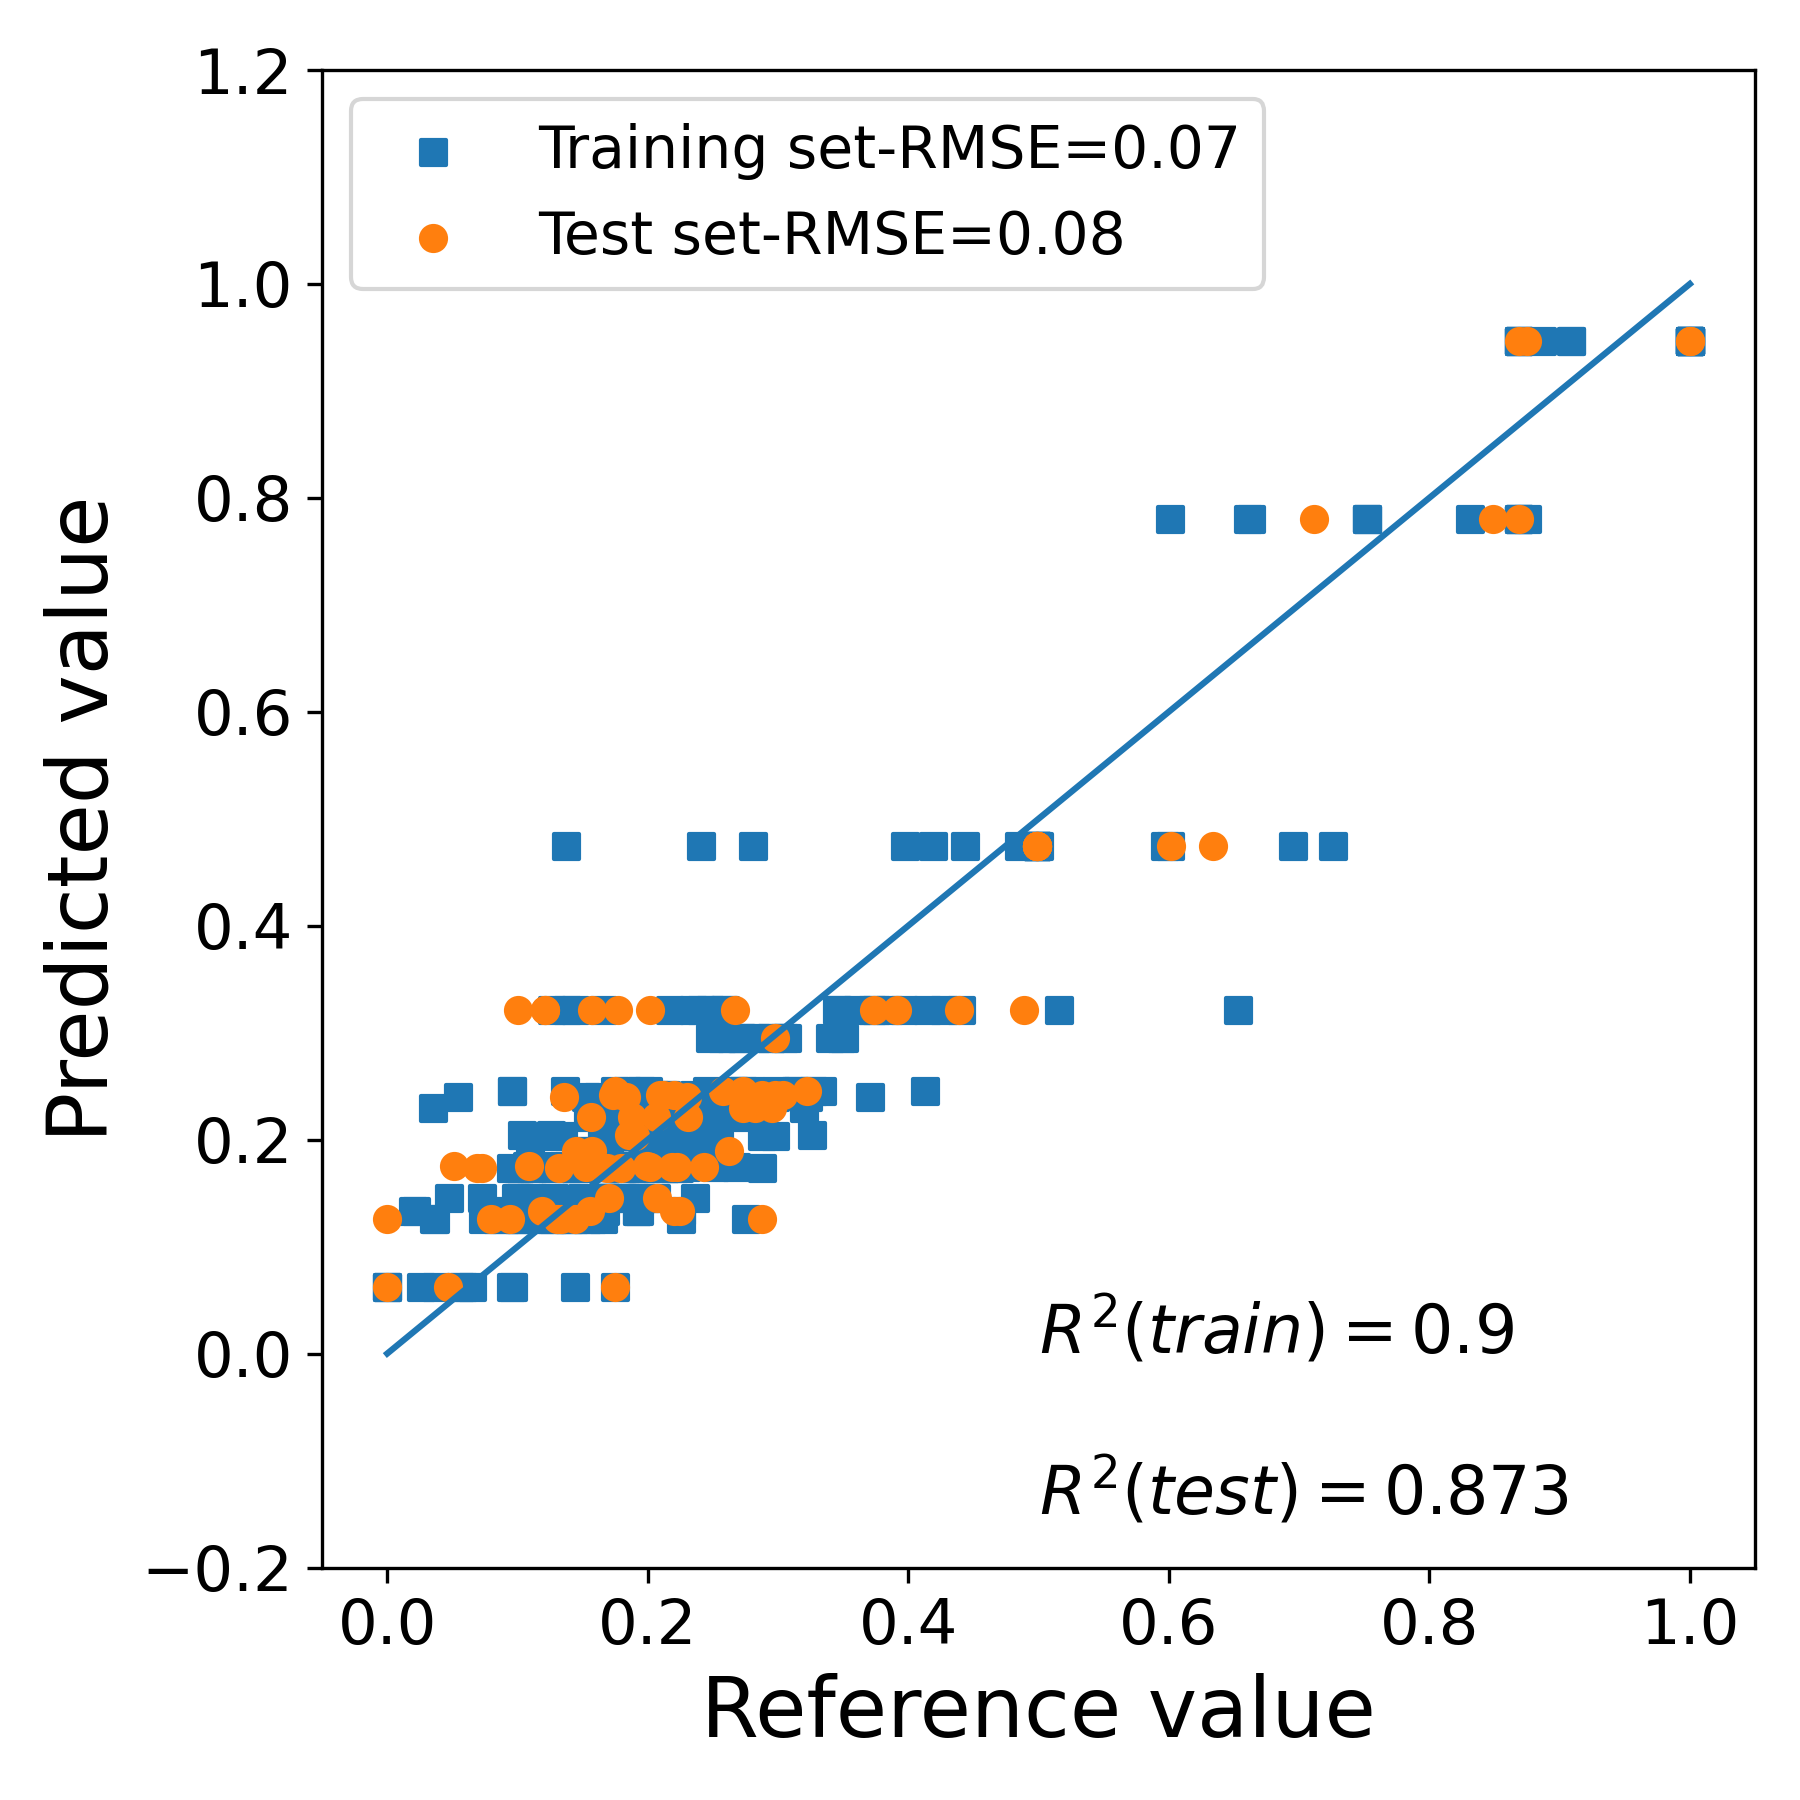 Training set-RMSE=0.07
Test set-RMSE=0.08
1.2
1.0
0.8
0.6
0.4
0.2
0.0
−0.2
Predicted value
R²(train) = 0.9
R²(test) = 0.873
0.0 0.2 0.4 0.6 0.8 1.0
Reference value